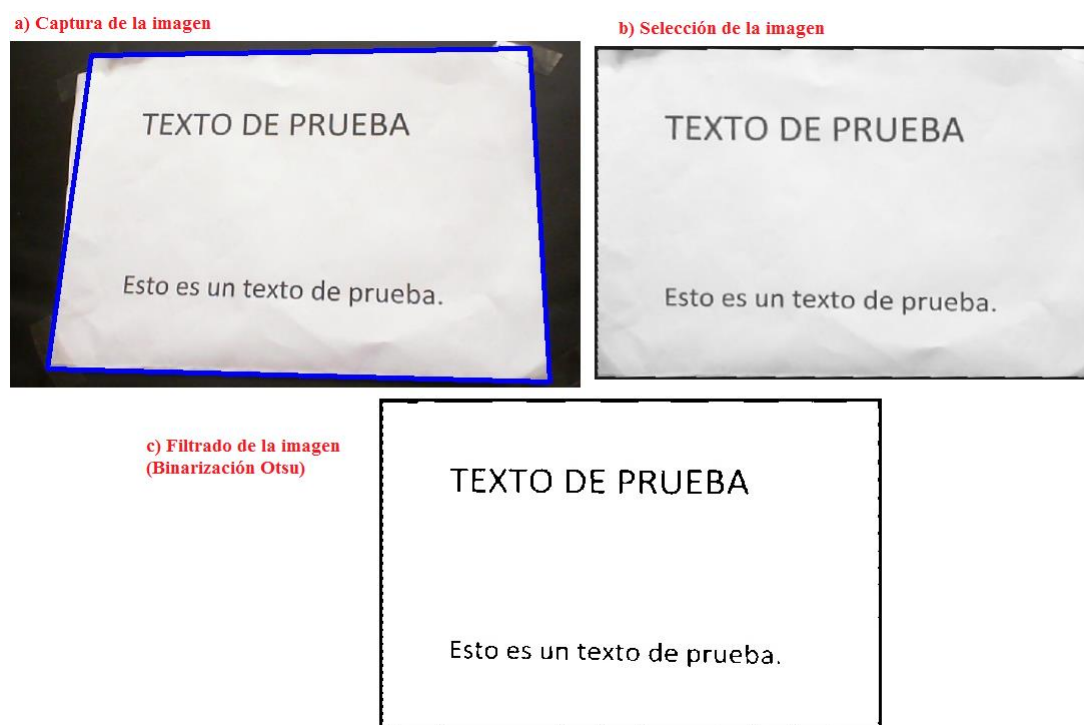 a) Captura de la imagen
TEXTO DE PRUEBA
Esto es un texto de prueba.
b) Selección de la imagen
TEXTO DE PRUEBA
Esto es un texto de prueba.
c) Filtrado de la imagen
(Binarización Otsu)
TEXTO DE PRUEBA
Esto es un texto de prueba.